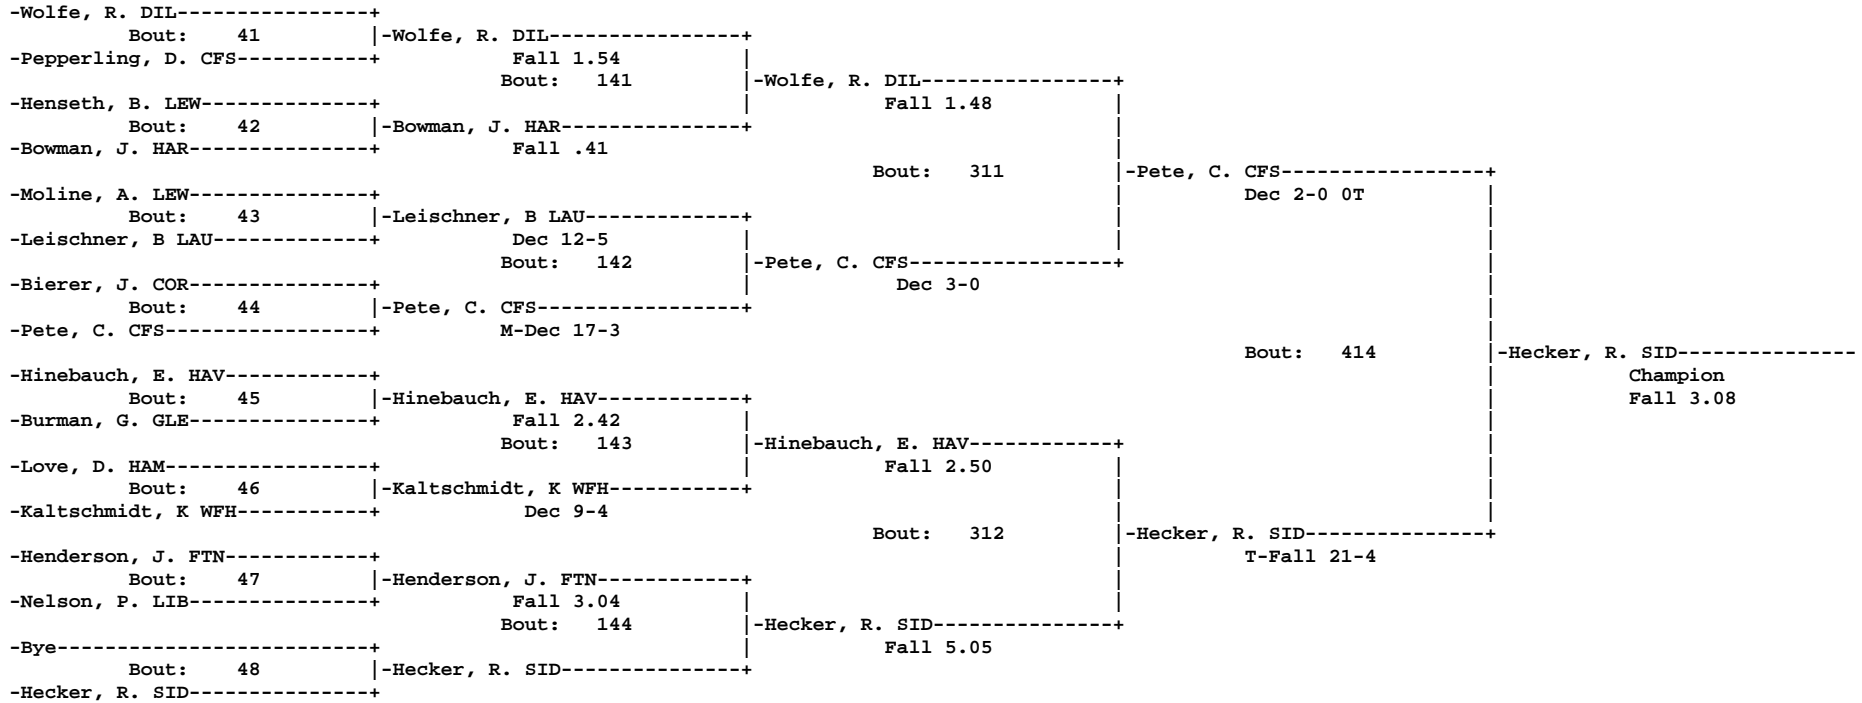 -Wolfe, R. DIL----------------+
Bout: 41 |-Wolfe, R. DIL----------------+
-Pepperling, D. CFS-----------+ Fall 1.54 |
Bout: 141 |-Wolfe, R. DIL----------------+
-Henseth, B. LEW--------------+ | Fall 1.48 |
Bout: 42 |-Bowman, J. HAR---------------+ |
-Bowman, J. HAR---------------+ Fall .41 |
Bout: 311 |-Pete, C. CFS-----------------+
-Moline, A. LEW---------------+ | Dec 2-0 0T |
Bout: 43 |-Leischner, B LAU-------------+ | |
-Leischner, B LAU-------------+ Dec 12-5 | | |
Bout: 142 |-Pete, C. CFS-----------------+ |
-Bierer, J. COR---------------+ | Dec 3-0 |
Bout: 44 |-Pete, C. CFS-----------------+ |
-Pete, C. CFS-----------------+ M-Dec 17-3 |
Bout: 414 |-Hecker, R. SID---------------
-Hinebauch, E. HAV------------+ | Champion
Bout: 45 |-Hinebauch, E. HAV------------+ | Fall 3.08
-Burman, G. GLE---------------+ Fall 2.42 | |
Bout: 143 |-Hinebauch, E. HAV------------+ |
-Love, D. HAM-----------------+ | Fall 2.50 | |
Bout: 46 |-Kaltschmidt, K WFH-----------+ | |
-Kaltschmidt, K WFH-----------+ Dec 9-4 | |
Bout: 312 |-Hecker, R. SID---------------+
-Henderson, J. FTN------------+ | T-Fall 21-4
Bout: 47 |-Henderson, J. FTN------------+ |
-Nelson, P. LIB---------------+ Fall 3.04 | |
Bout: 144 |-Hecker, R. SID---------------+
-Bye--------------------------+ | Fall 5.05
Bout: 48 |-Hecker, R. SID---------------+
-Hecker, R. SID---------------+